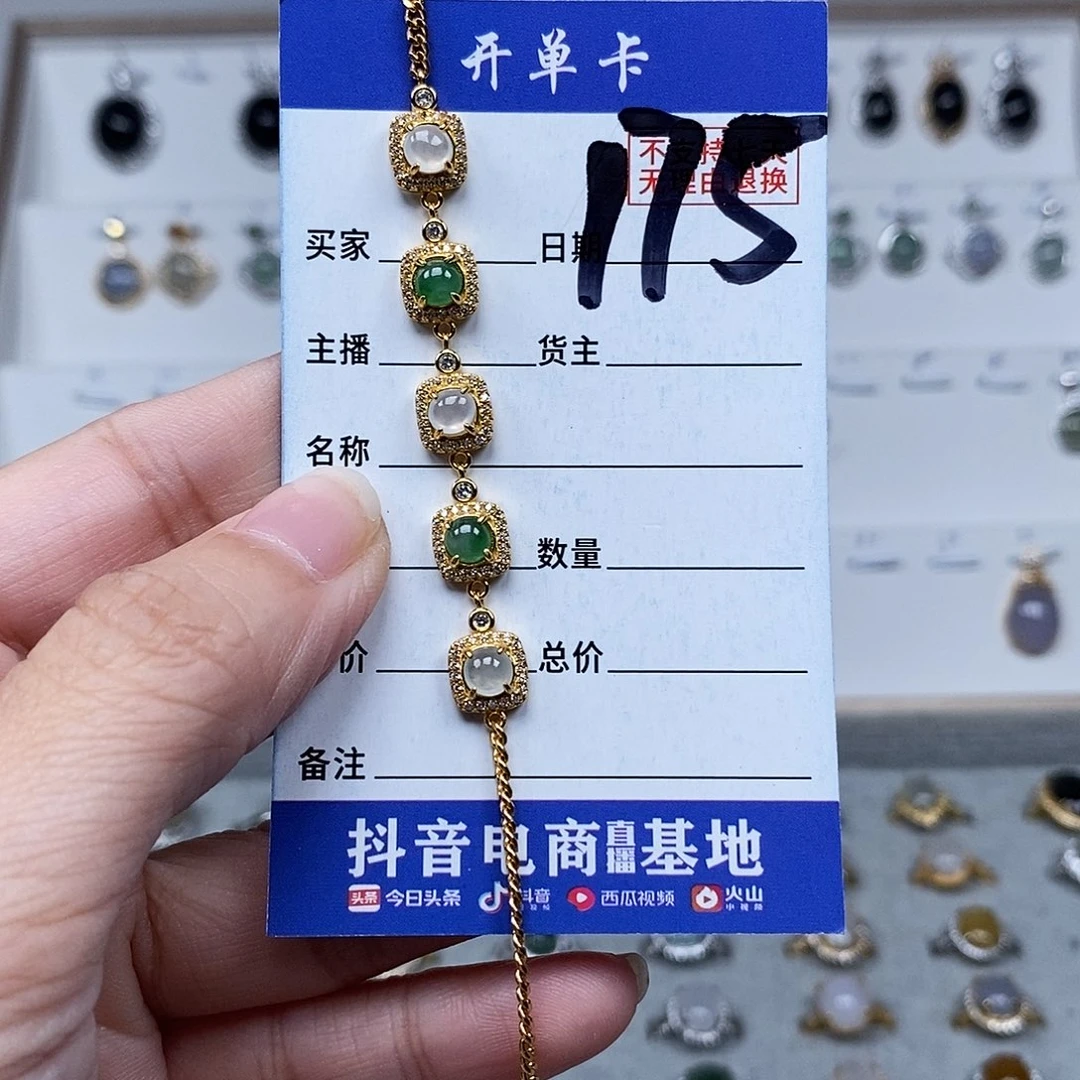 开单卡
175
不支持七天
无理由退换
买家 日期
主播 货主
名称
数量
价 总价
备注
抖音电商直播基地
头条 今日头条 抖音 西瓜视频 火山